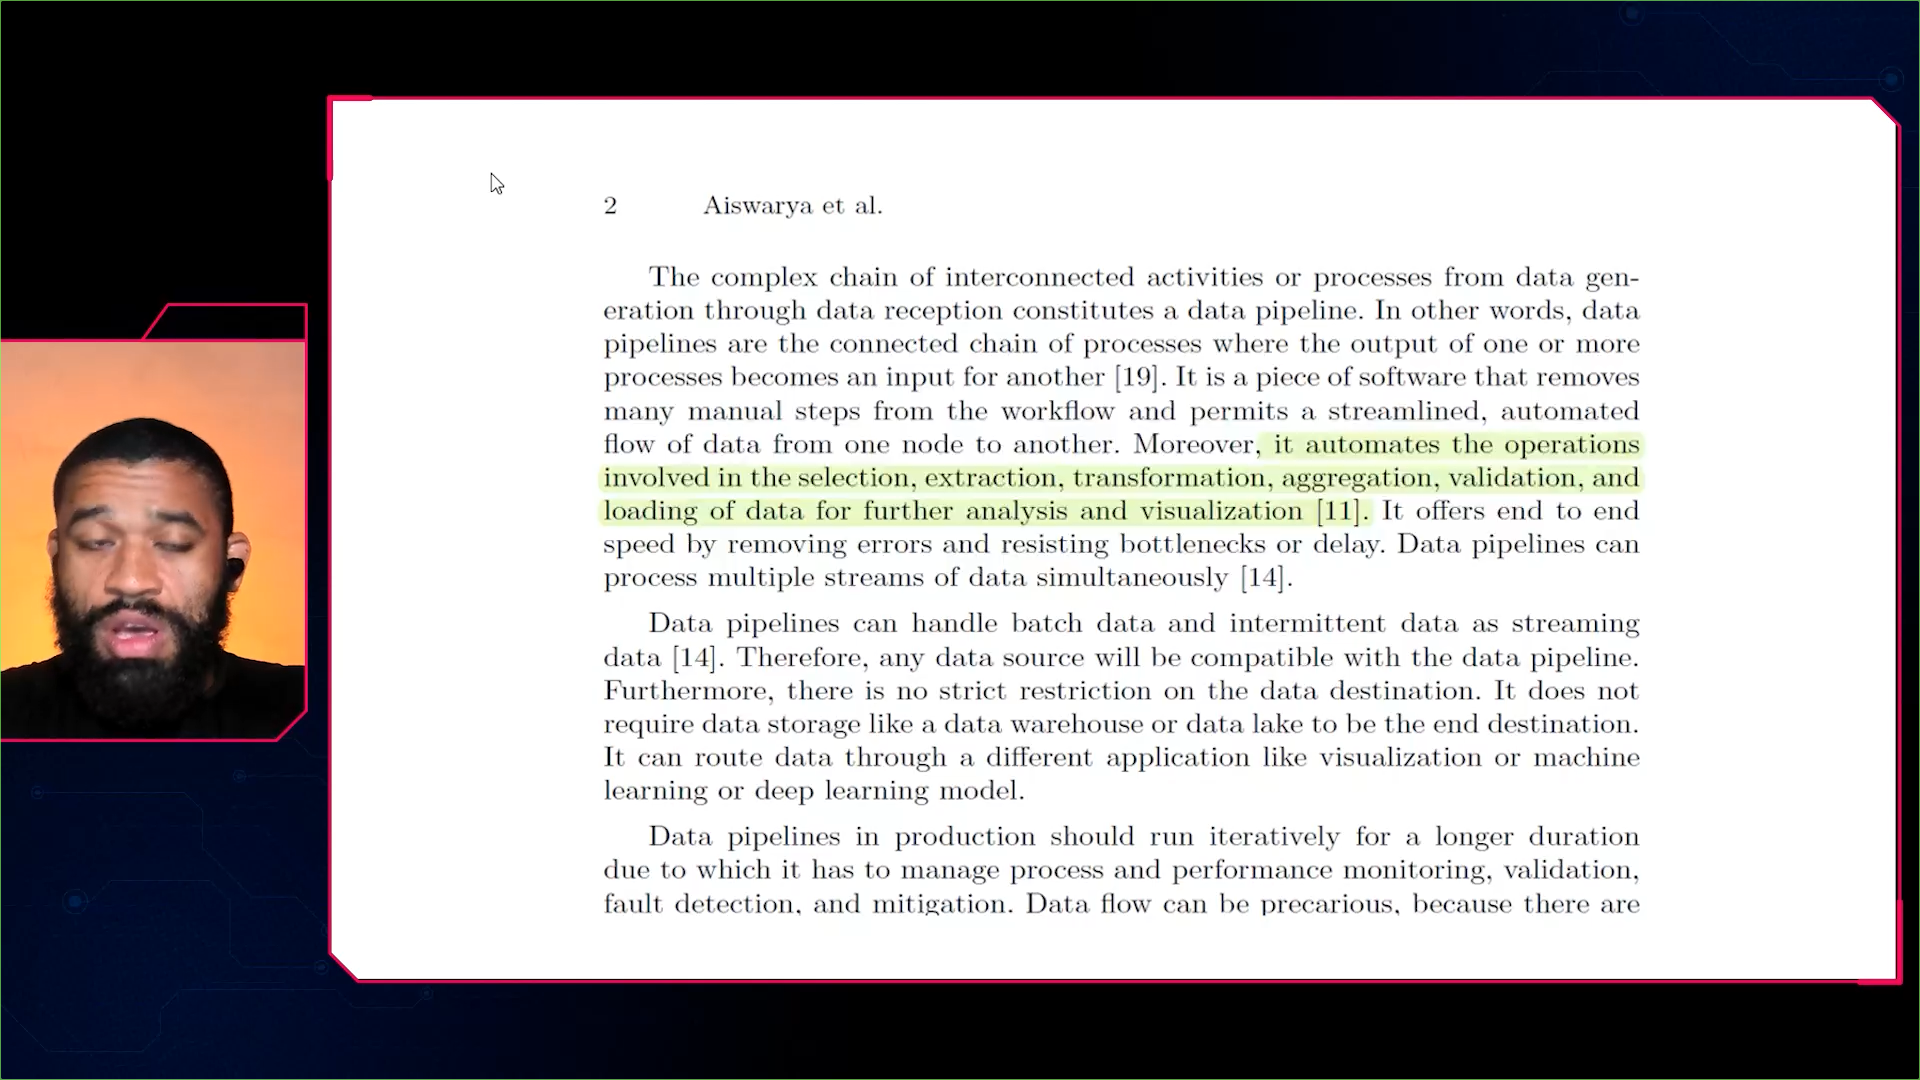 2 Aiswarya et al.
The complex chain of interconnected activities or processes from data gen-
eration through data reception constitutes a data pipeline. In other words, data
pipelines are the connected chain of processes where the output of one or more
processes becomes an input for another [19]. It is a piece of software that removes
many manual steps from the workflow and permits a streamlined, automated
flow of data from one node to another. Moreover, it automates the operations
involved in the selection, extraction, transformation, aggregation, validation, and
loading of data for further analysis and visualization [11]. It offers end to end
speed by removing errors and resisting bottlenecks or delay. Data pipelines can
process multiple streams of data simultaneously [14].
Data pipelines can handle batch data and intermittent data as streaming
data [14]. Therefore, any data source will be compatible with the data pipeline.
Furthermore, there is no strict restriction on the data destination. It does not
require data storage like a data warehouse or data lake to be the end destination.
It can route data through a different application like visualization or machine
learning or deep learning model.
Data pipelines in production should run iteratively for a longer duration
due to which it has to manage process and performance monitoring, validation,
fault detection, and mitigation. Data flow can be precarious, because there are